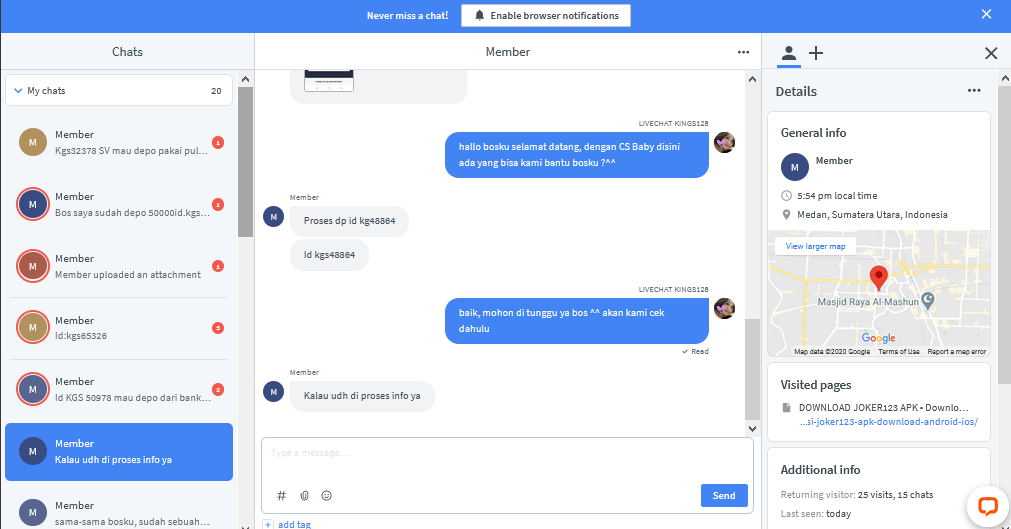 Never miss a chat!
Enable browser notifications
Chats
My chats
20
M
Member
Kgs32378 SV mau depo pakai pul...
1
M
Member
Bos saya sudah depo 50000id.kgs...
1
M
Member
Member uploaded an attachment
1
M
Member
Id:kgs65326
5
M
Member
Id KGS 50978 mau depo dari bank...
2
M
Member
Kalau udh di proses info ya
M
Member
sama-sama bosku, sudah sebuah...
Member
LIVECHAT KINGS128
hallo bosku selamat datang, dengan CS Baby disini
ada yang bisa kami bantu bosku ?^^
Member
M
Proses dp id kg48864
Id kgs48864
LIVECHAT KINGS128
baik, mohon di tunggu ya bos ^^ akan kami cek
dahulu
Read
Member
M
Kalau udh di proses info ya
Type a message...
#
Send
+ add tag
Details
General info
M
Member
5:54 pm local time
Medan, Sumatera Utara, Indonesia
View larger map
Masjid Raya Al-Mashun
Google
Map data ©2020 Google
Terms of Use
Report a map error
Visited pages
DOWNLOAD JOKER123 APK • Downlo...
...si-joker123-apk-download-android-ios/
Additional info
Returning visitor: 25 visits, 15 chats
Last seen: today